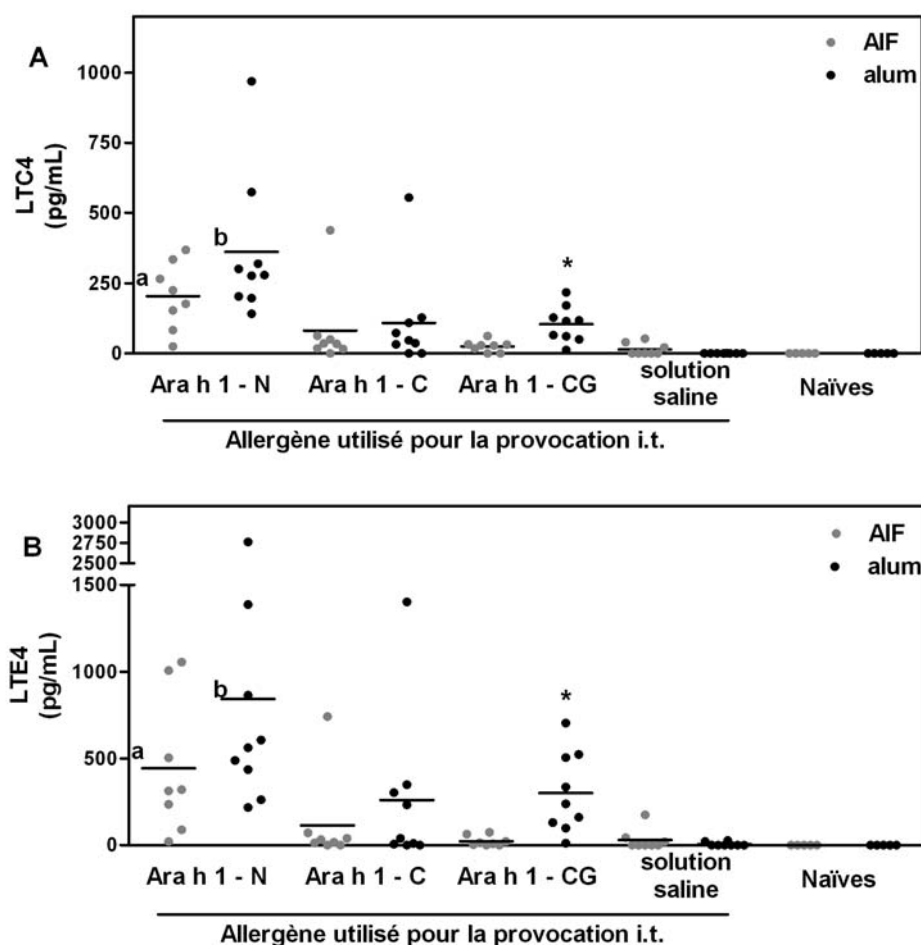 A
AIF
alum
1000
750
500
250
0
LTC4
(pg/mL)
a
b
*
Ara h 1 - N
Ara h 1 - C
Ara h 1 - CG
solution
saline
Naïves
Allergène utilisé pour la provocation i.t.
B
AIF
alum
3000
2750
2500
1500
1000
500
0
LTE4
(pg/mL)
a
b
*
Ara h 1 - N
Ara h 1 - C
Ara h 1 - CG
solution
saline
Naïves
Allergène utilisé pour la provocation i.t.